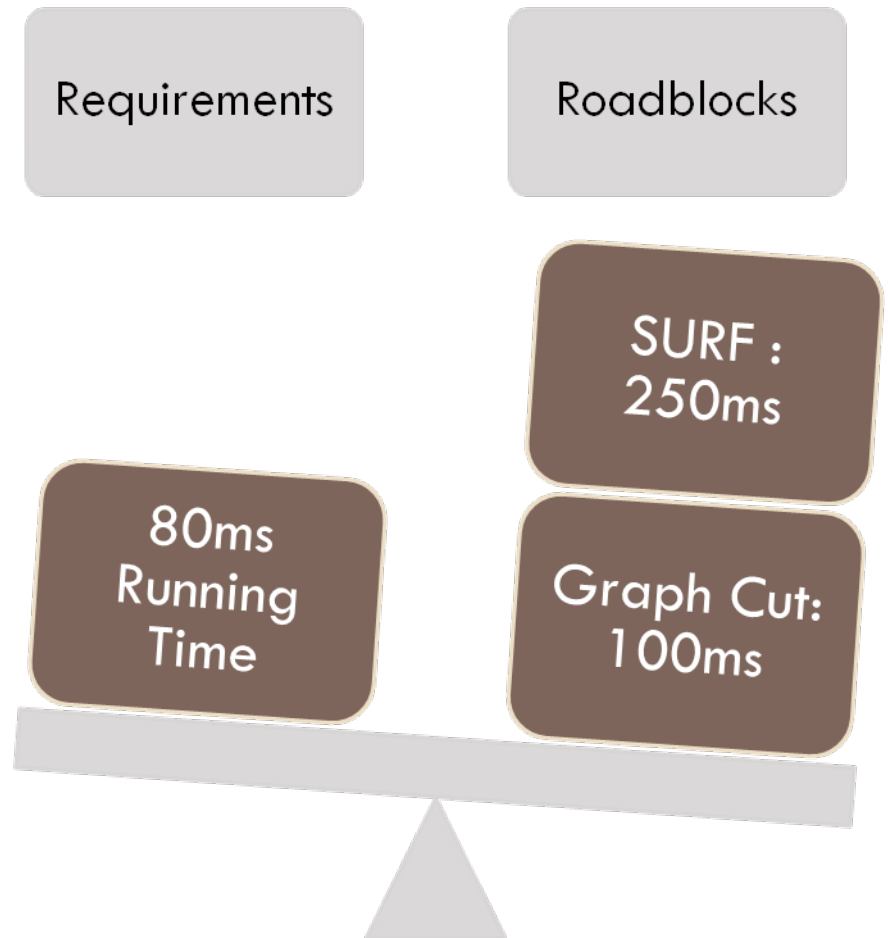 Requirements
Roadblocks
SURF :
250ms
80ms
Running
Time
Graph Cut:
100ms